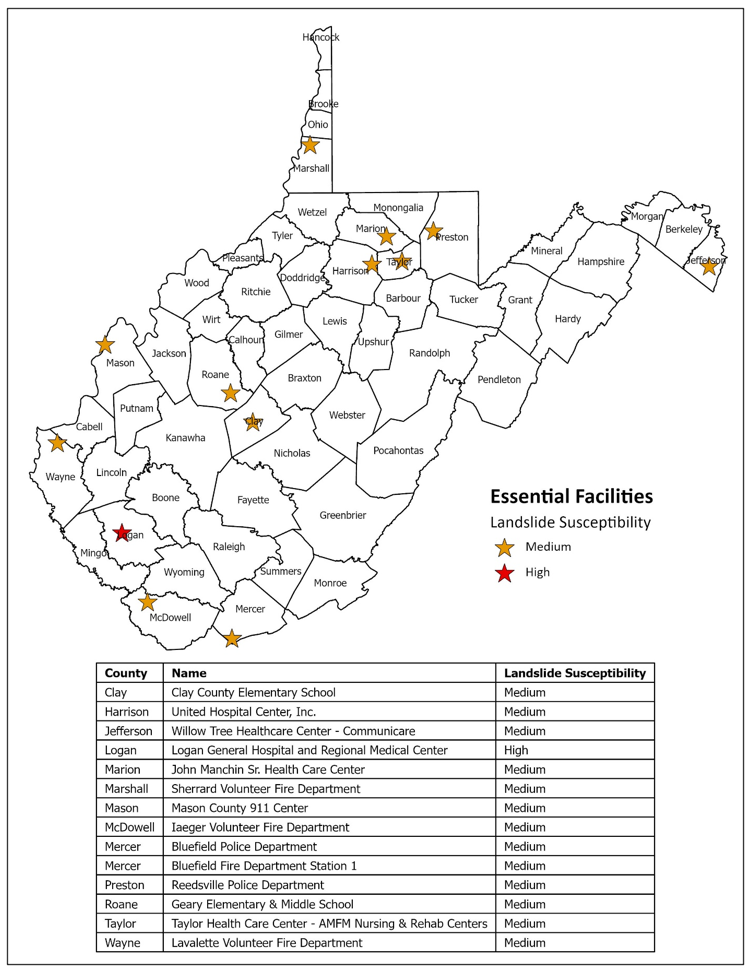 Hancock
Brooke
Ohio
Marshall
Wetzel
Monongalia
Marion
Preston
Tyler
Pleasants
Doddridge
Harrison
Taylor
Morgan
Berkeley
Jefferson
Mineral
Hampshire
Grant
Hardy
Wood
Ritchie
Barbour
Tucker
Wirt
Lewis
Calhoun
Gilmer
Upshur
Randolph
Jackson
Mason
Roane
Braxton
Pendleton
Putnam
Clay
Webster
Cabell
Kanawha
Nicholas
Pocahontas
Wayne
Lincoln
Boone
Fayette
Greenbrier
Logan
Mingo
Raleigh
Wyoming
Summers
Monroe
McDowell
Mercer
Essential Facilities
Landslide Susceptibility
Medium
High
County Name Landslide Susceptibility
Clay Clay County Elementary School Medium
Harrison United Hospital Center, Inc. Medium
Jefferson Willow Tree Healthcare Center - Communicare Medium
Logan Logan General Hospital and Regional Medical Center High
Marion John Manchin Sr. Health Care Center Medium
Marshall Sherrard Volunteer Fire Department Medium
Mason Mason County 911 Center Medium
McDowell Iaeger Volunteer Fire Department Medium
Mercer Bluefield Police Department Medium
Mercer Bluefield Fire Department Station 1 Medium
Preston Reedsville Police Department Medium
Roane Geary Elementary & Middle School Medium
Taylor Taylor Health Care Center - AMFM Nursing & Rehab Centers Medium
Wayne Lavalette Volunteer Fire Department Medium